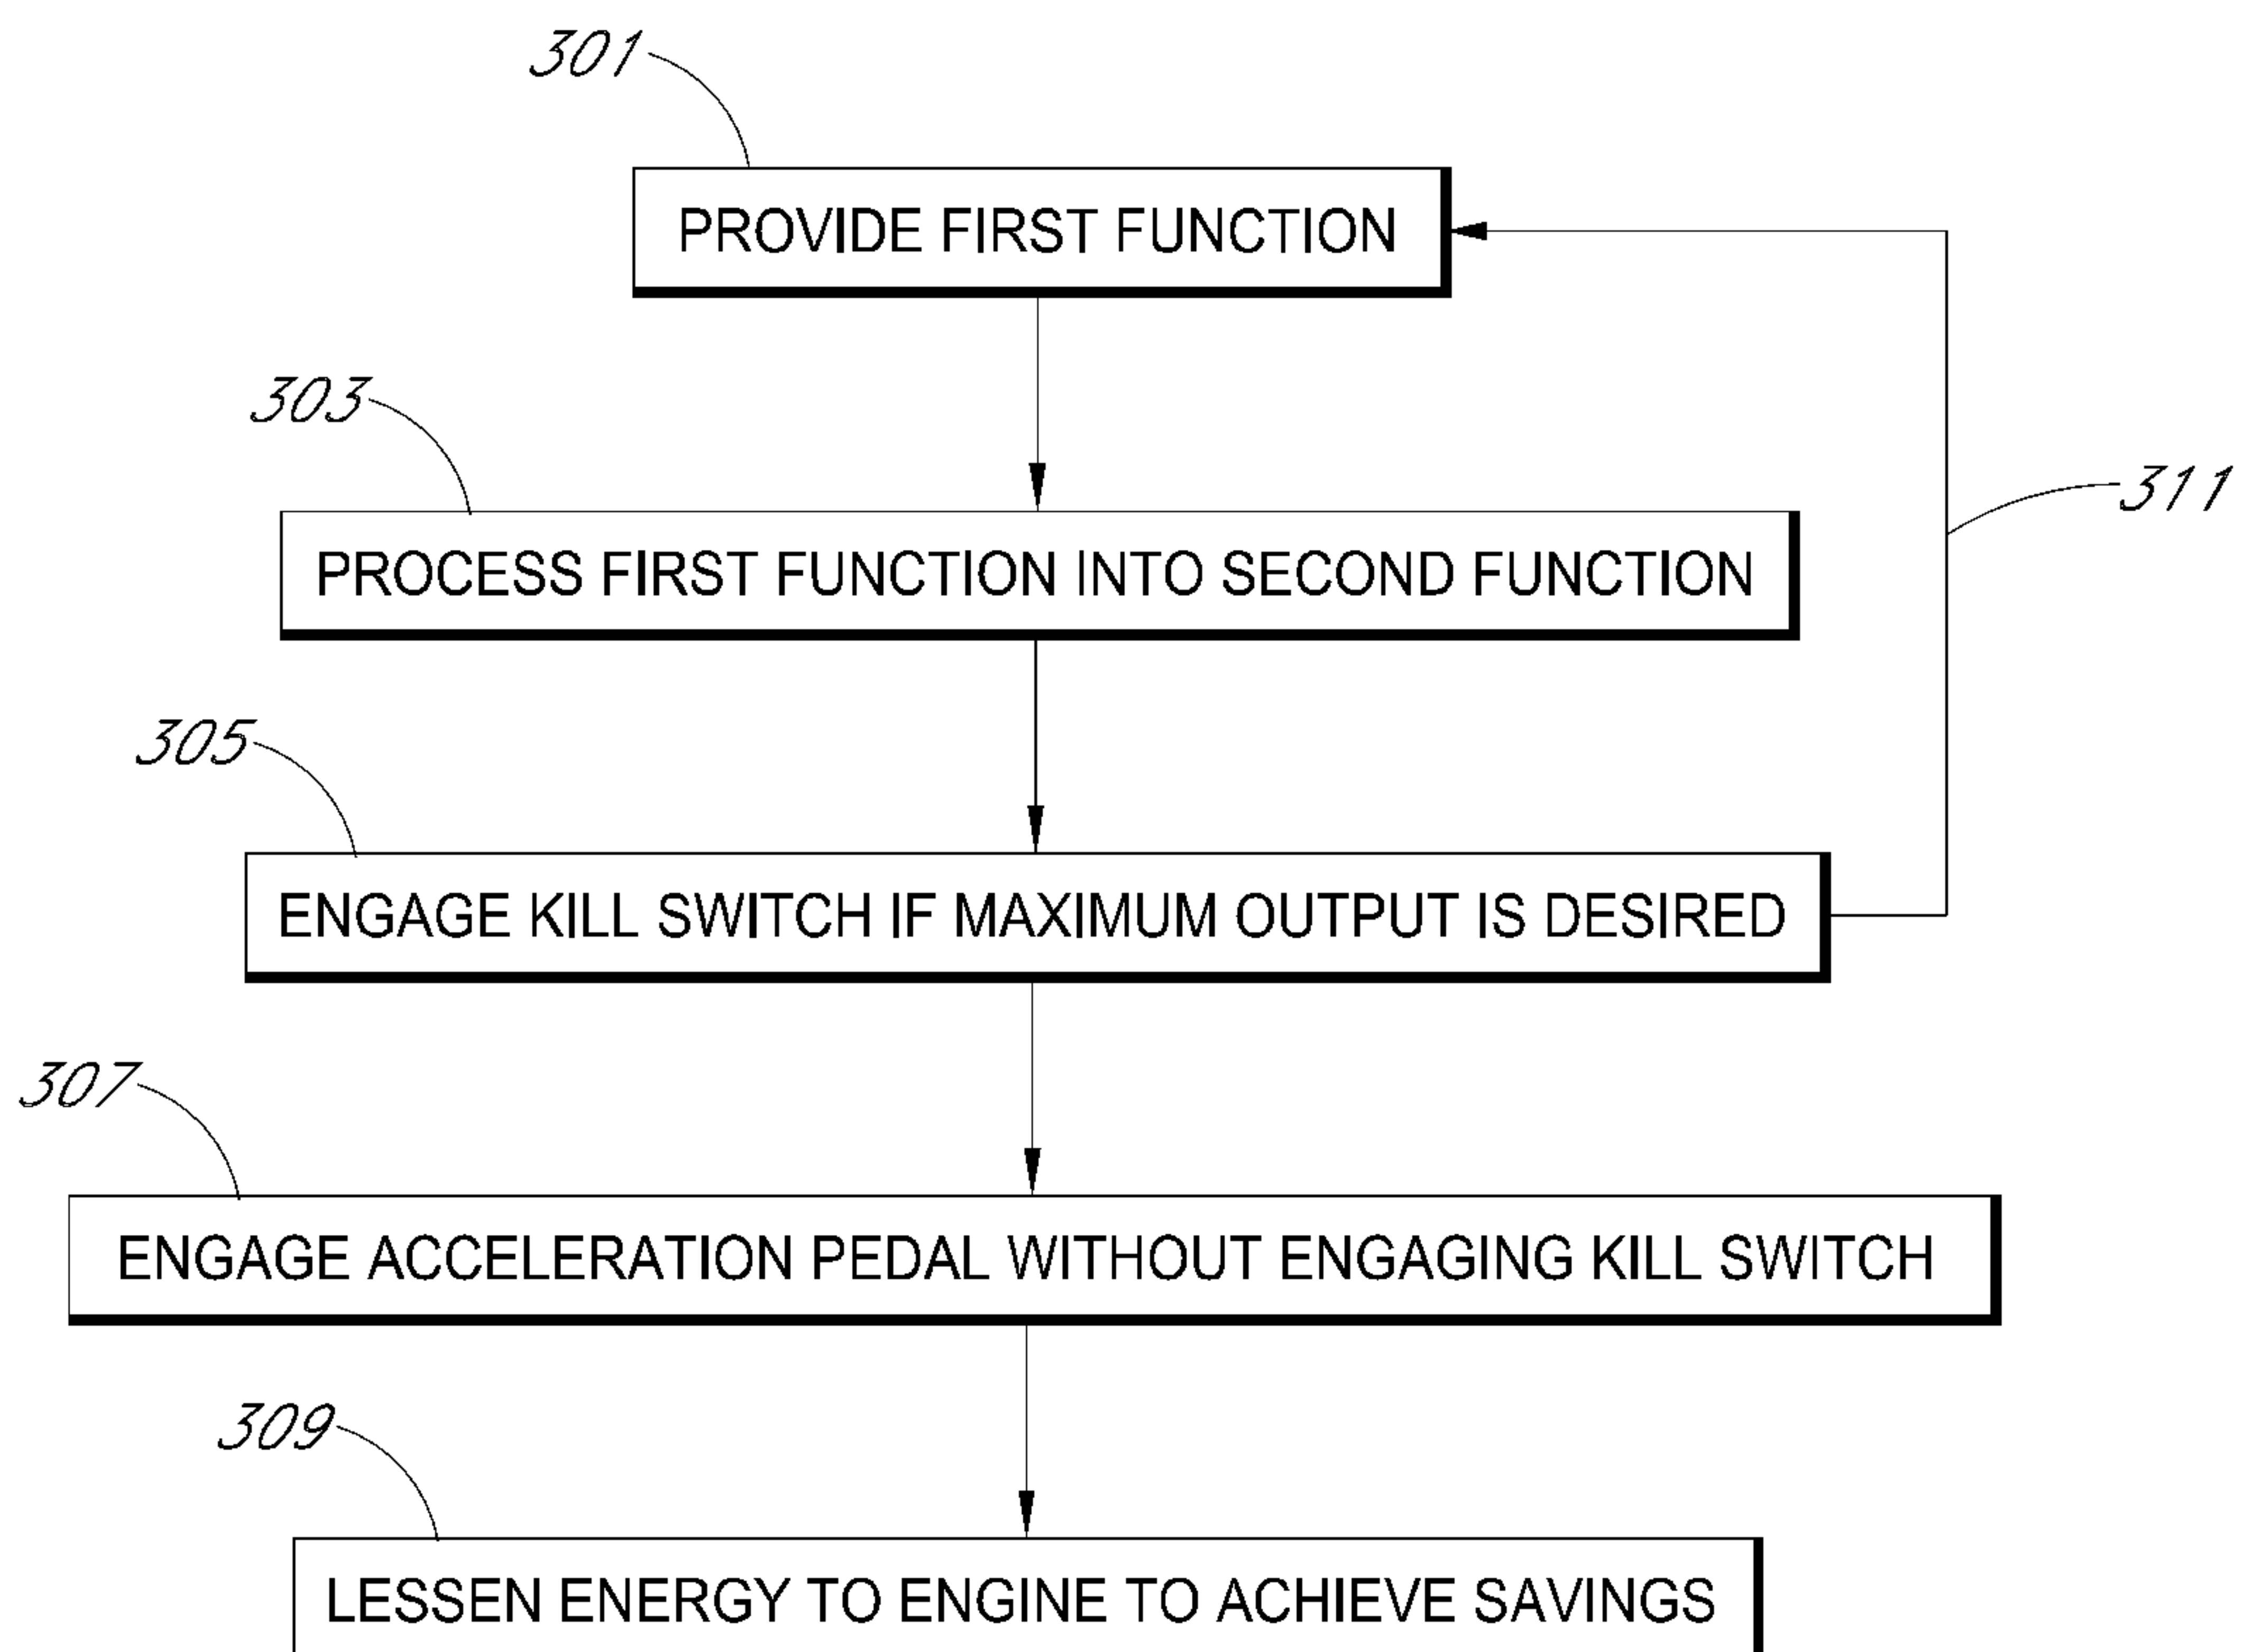 301
PROVIDE FIRST FUNCTION
303
PROCESS FIRST FUNCTION INTO SECOND FUNCTION
311
305
ENGAGE KILL SWITCH IF MAXIMUM OUTPUT IS DESIRED
307
ENGAGE ACCELERATION PEDAL WITHOUT ENGAGING KILL SWITCH
309
LESSEN ENERGY TO ENGINE TO ACHIEVE SAVINGS